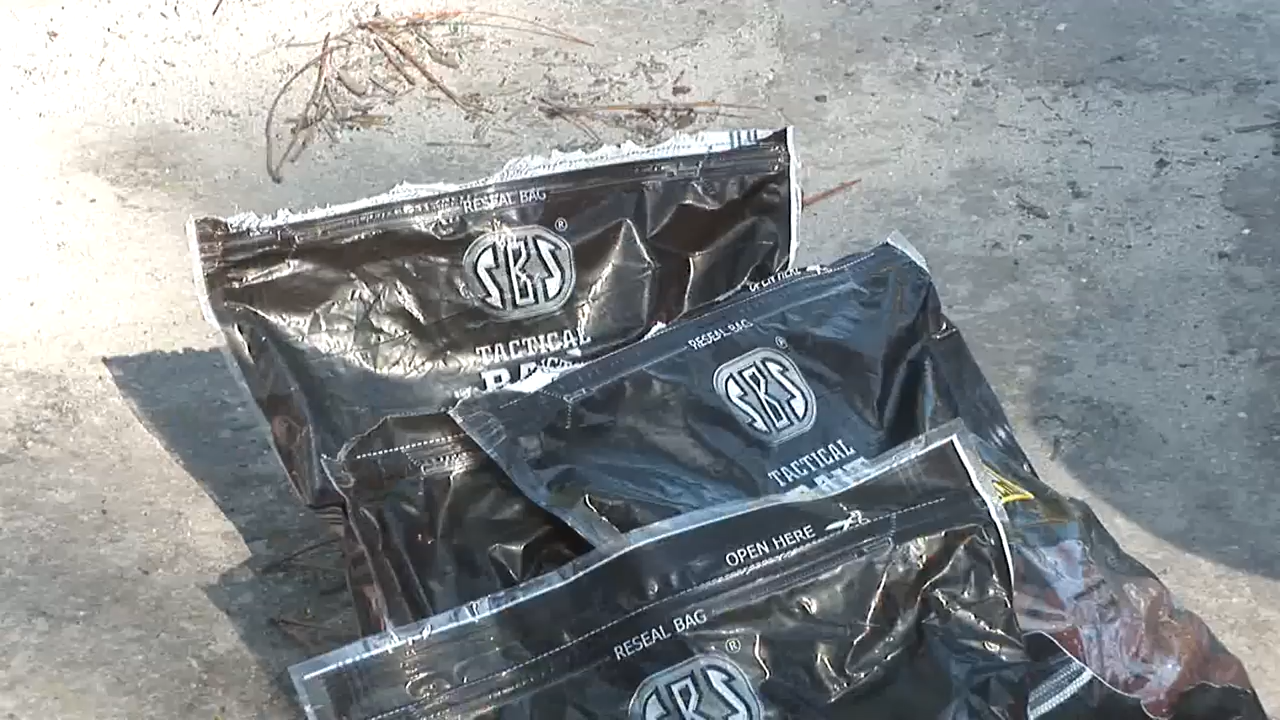 RESEAL BAG
SBS
®
TACTICAL
OPEN HERE
RESEAL BAG
SBS
®
TACTICAL
OPEN HERE
RESEAL BAG
SBS
®